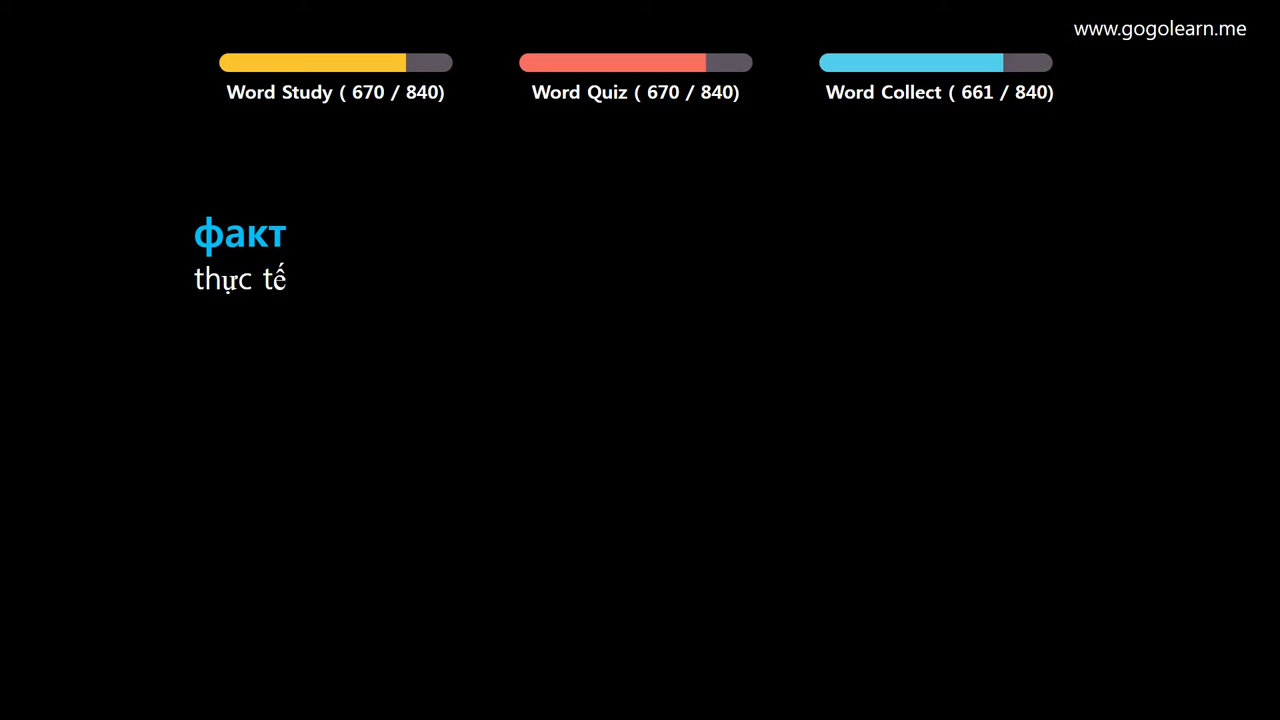 www.gogolearn.me
Word Study ( 670 / 840)
Word Quiz ( 670 / 840)
Word Collect ( 661 / 840)
факт
thực tế